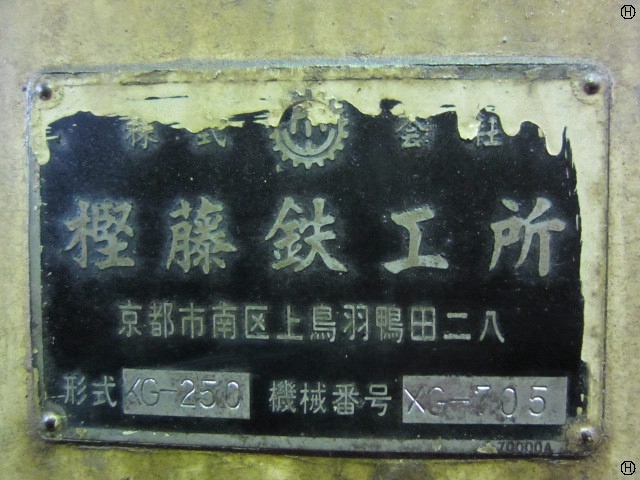 株式会社
樫藤鉄工所
京都市南区上鳥羽鴨田二八
形式 KG-250 機械番号 KG-705
70000A